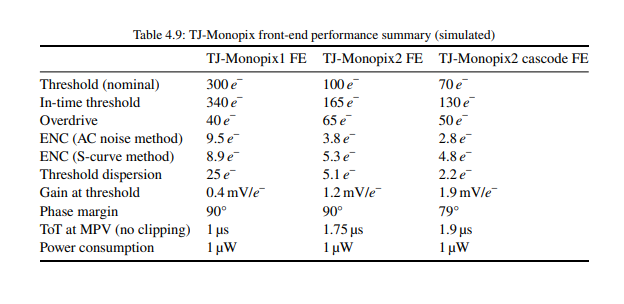 Table 4.9: TJ-Monopix front-end performance summary (simulated)
TJ-Monopix1 FE TJ-Monopix2 FE TJ-Monopix2 cascode FE
Threshold (nominal) 300 e⁻ 100 e⁻ 70 e⁻
In-time threshold 340 e⁻ 165 e⁻ 130 e⁻
Overdrive 40 e⁻ 65 e⁻ 50 e⁻
ENC (AC noise method) 9.5 e⁻ 3.8 e⁻ 2.8 e⁻
ENC (S-curve method) 8.9 e⁻ 5.3 e⁻ 4.8 e⁻
Threshold dispersion 25 e⁻ 5.1 e⁻ 2.2 e⁻
Gain at threshold 0.4 mV/e⁻ 1.2 mV/e⁻ 1.9 mV/e⁻
Phase margin 90° 90° 79°
ToT at MPV (no clipping) 1 µs 1.75 µs 1.9 µs
Power consumption 1 µW 1 µW 1 µW